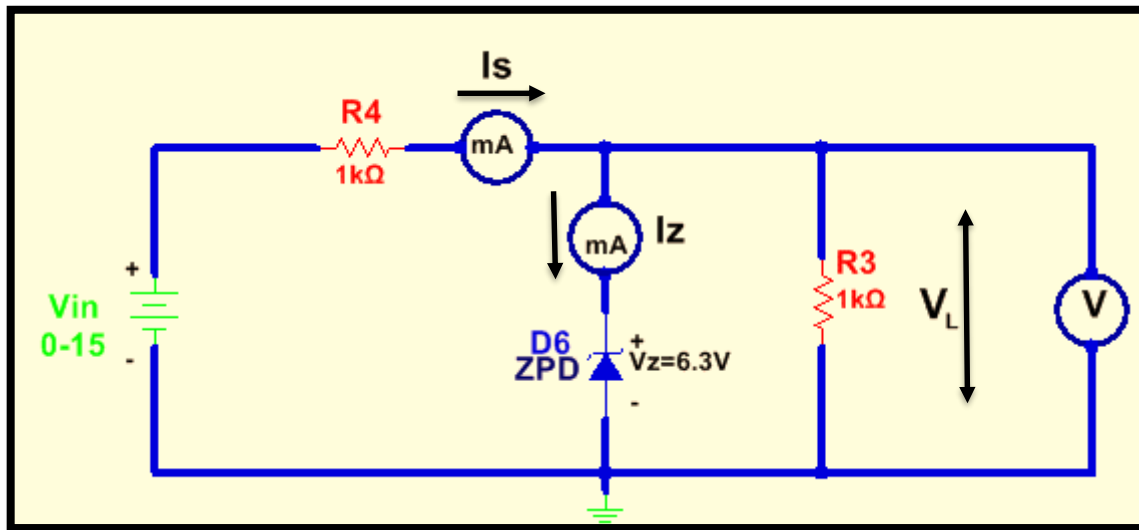 Is
R4
1kΩ
mA
mA
Iz
+
Vin
0-15
-
D6
ZPD
+
Vz=6.3V
-
R3
1kΩ
VL
V